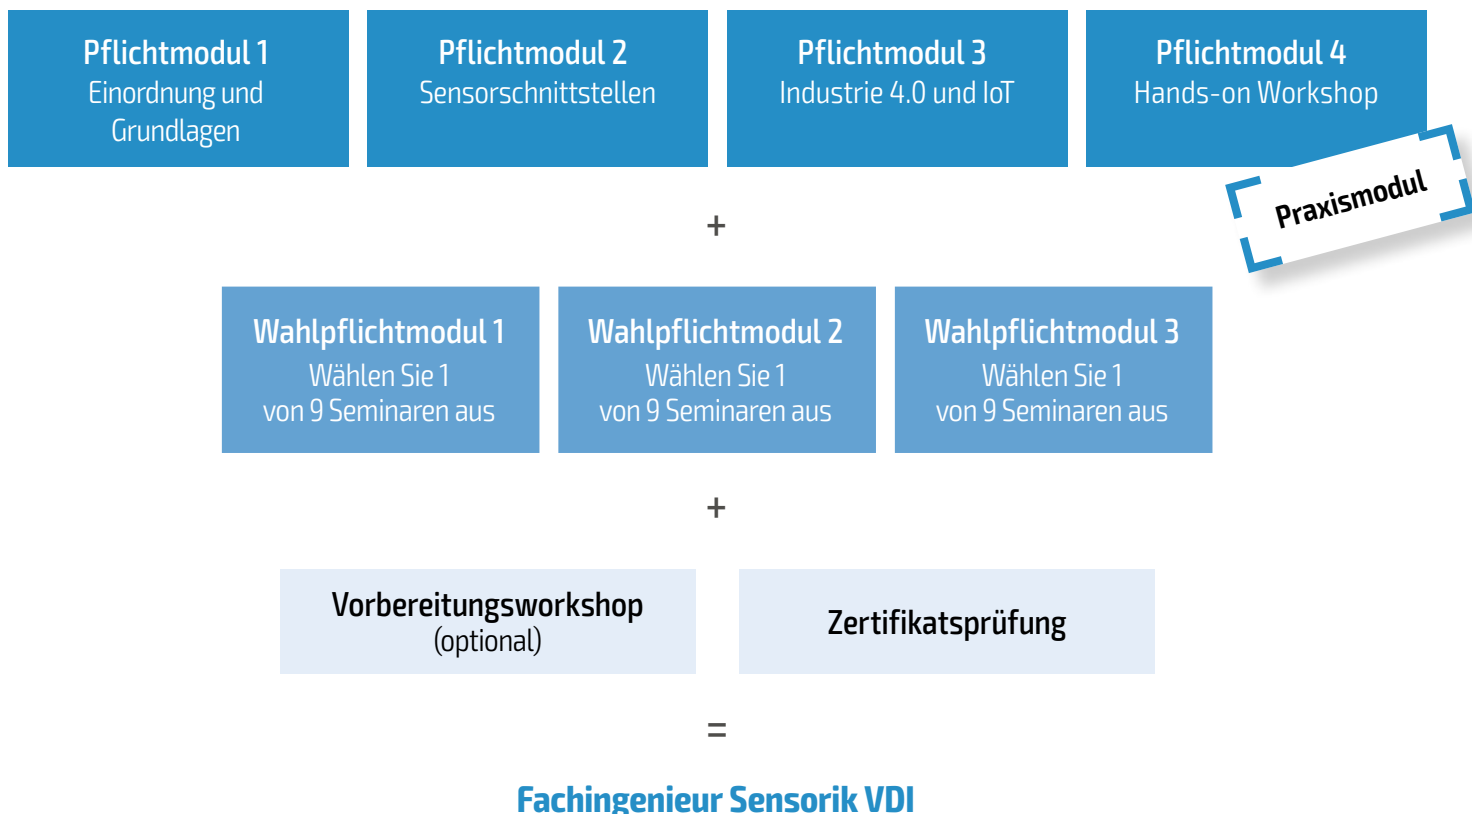 Pflichtmodul 1
Einordnung und
Grundlagen
Pflichtmodul 2
Sensorschnittstellen
Pflichtmodul 3
Industrie 4.0 und IoT
Pflichtmodul 4
Hands-on Workshop
Praxismodul
+
Wahlpflichtmodul 1
Wählen Sie 1
von 9 Seminaren aus
Wahlpflichtmodul 2
Wählen Sie 1
von 9 Seminaren aus
Wahlpflichtmodul 3
Wählen Sie 1
von 9 Seminaren aus
+
Vorbereitungsworkshop
(optional)
Zertifikatsprüfung
=
Fachingenieur Sensorik VDI